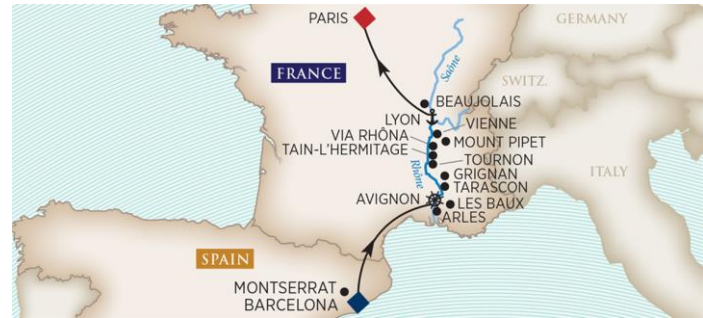 PARIS
GERMANY
FRANCE
Saône
SWITZ.
BEAUJOLAIS
LYON
VIENNE
VIA RHÔNA
MOUNT PIPET
TAIN-L'HERMITAGE
TOURNON
Rhône
GRIGNAN
ITALY
TARASCON
AVIGNON
LES BAUX
ARLES
SPAIN
MONTSERRAT
BARCELONA